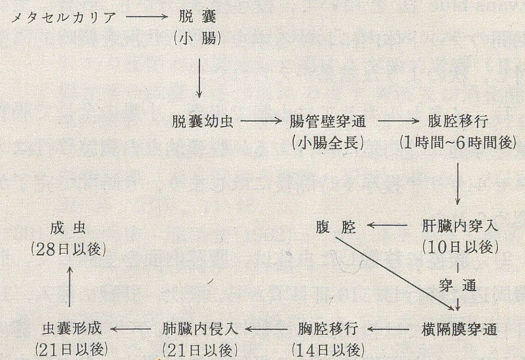 メタセルカリア
脱 嚢
(小 腸)
脱嚢幼虫
腸管壁穿通
(小腸全長)
腹腔移行
(1時間~6時間後)
成 虫
(28日以後)
腹 腔
肝臓内穿入
(10日以後)
穿 通
虫嚢形成
(21日以後)
肺臓内侵入
(21日以後)
胸腔移行
(14日以後)
横隔膜穿通